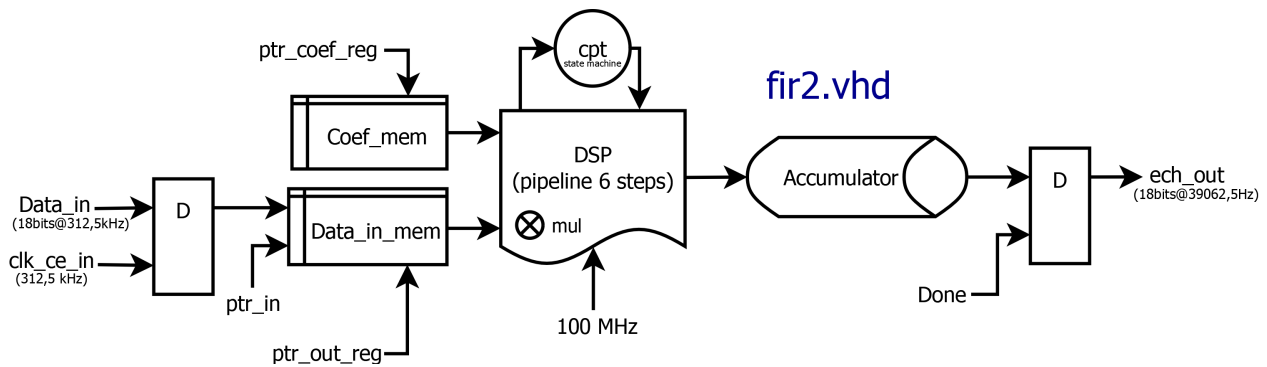 cpt
state machine
ptr_coef_reg
fir2.vhd
Coef_mem
DSP
(pipeline 6 steps)
mul
Accumulator
D
ech_out
(18bits@39062,5Hz)
Data_in
(18bits@312,5kHz)
D
Data_in_mem
clk_ce_in
(312,5 kHz)
ptr_in
Done
100 MHz
ptr_out_reg